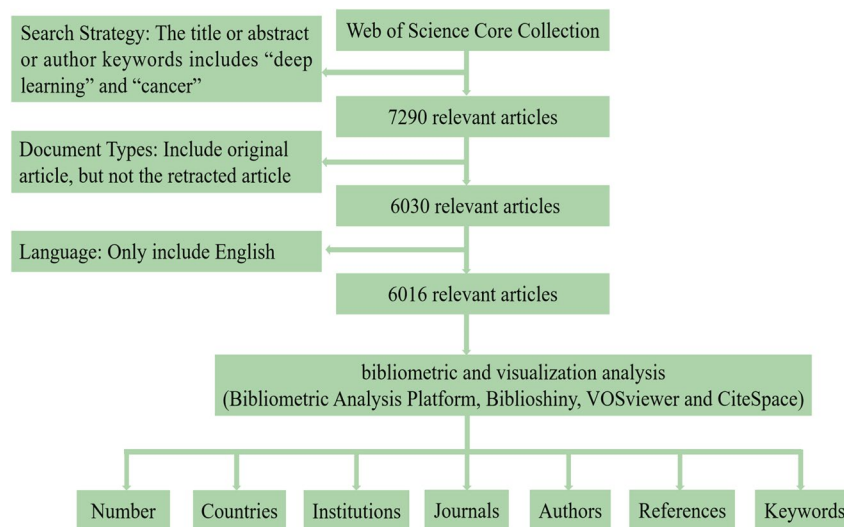 Search Strategy: The title or abstract
or author keywords includes “deep
learning” and “cancer”
Web of Science Core Collection
7290 relevant articles
Document Types: Include original
article, but not the retracted article
6030 relevant articles
Language: Only include English
6016 relevant articles
bibliometric and visualization analysis
(Bibliometric Analysis Platform, Biblioshiny, VOSviewer and CiteSpace)
Number
Countries
Institutions
Journals
Authors
References
Keywords